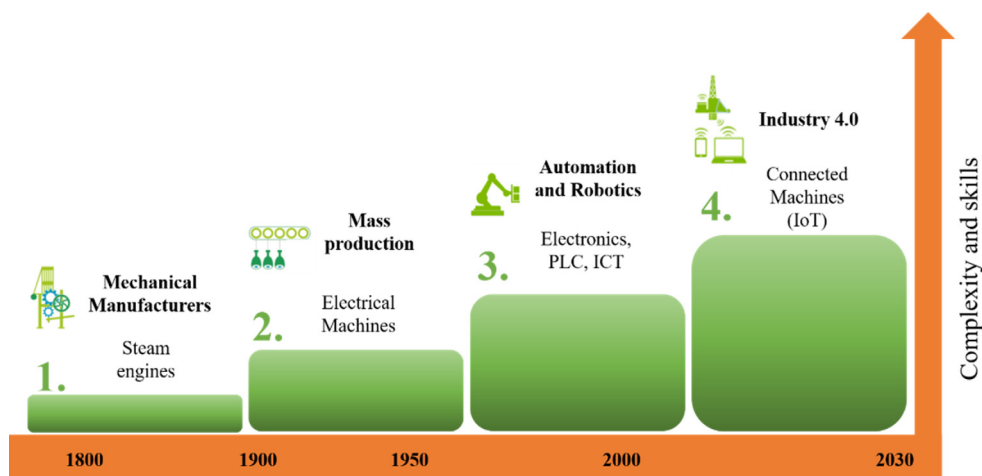 1.
Mechanical
Manufacturers
Steam
engines
2.
Mass
production
Electrical
Machines
3.
Automation
and Robotics
Electronics,
PLC, ICT
4.
Industry 4.0
Connected
Machines
(IoT)
Complexity and skills
1800
1900
1950
2000
2030